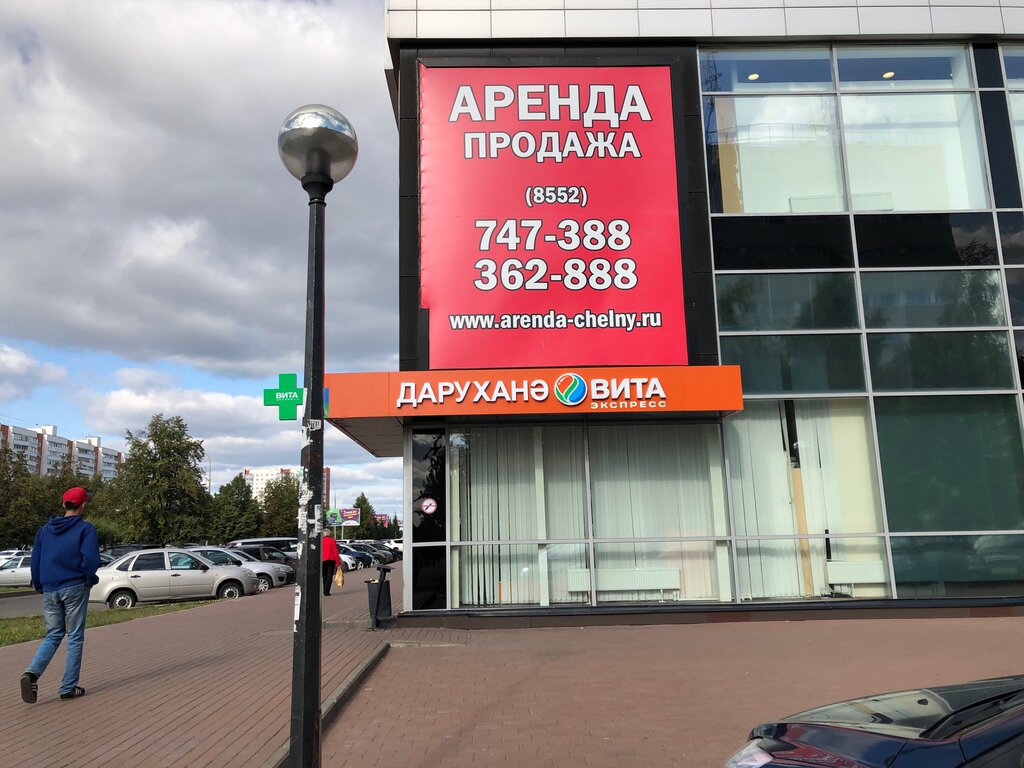 АРЕНДА
ПРОДАЖА
(8552)
747-388
362-888
www.arenda-chelny.ru
ДАРУХАНӘ ВИТА
ЭКСПРЕСС
ВИТА